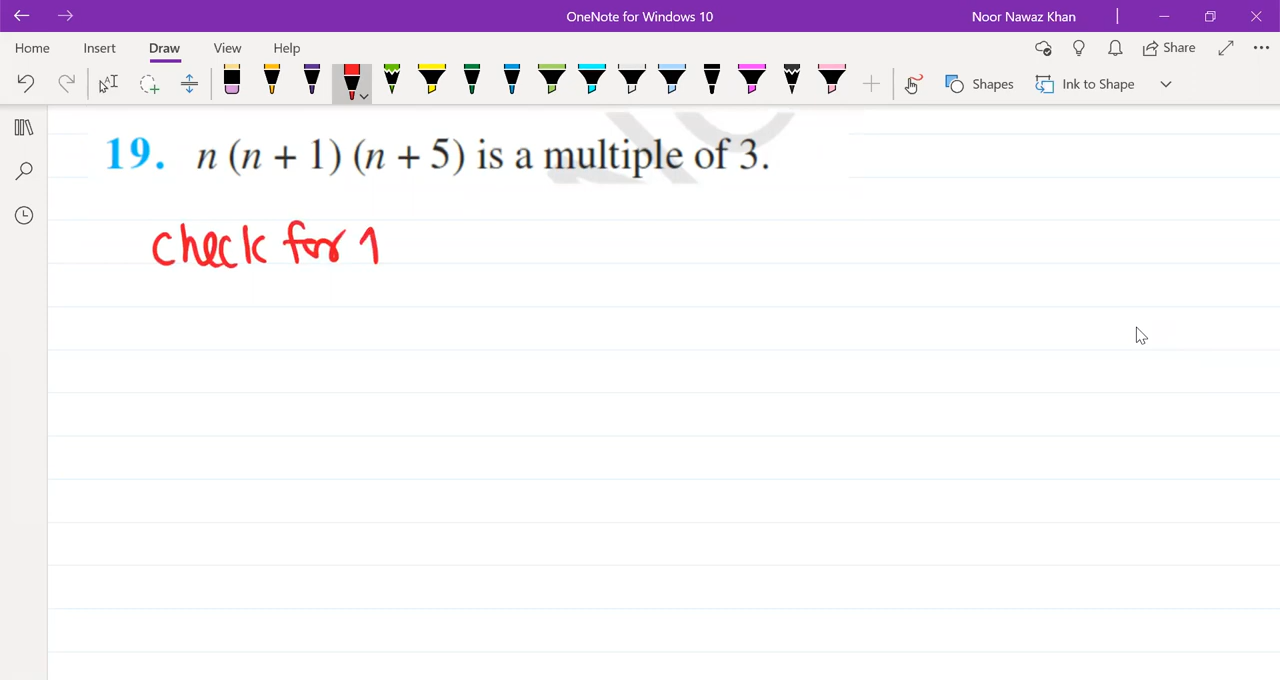 OneNote for Windows 10
Noor Nawaz Khan
Home Insert Draw View Help
Share
Shapes
Ink to Shape
19. n (n + 1) (n + 5) is a multiple of 3.
check for 1